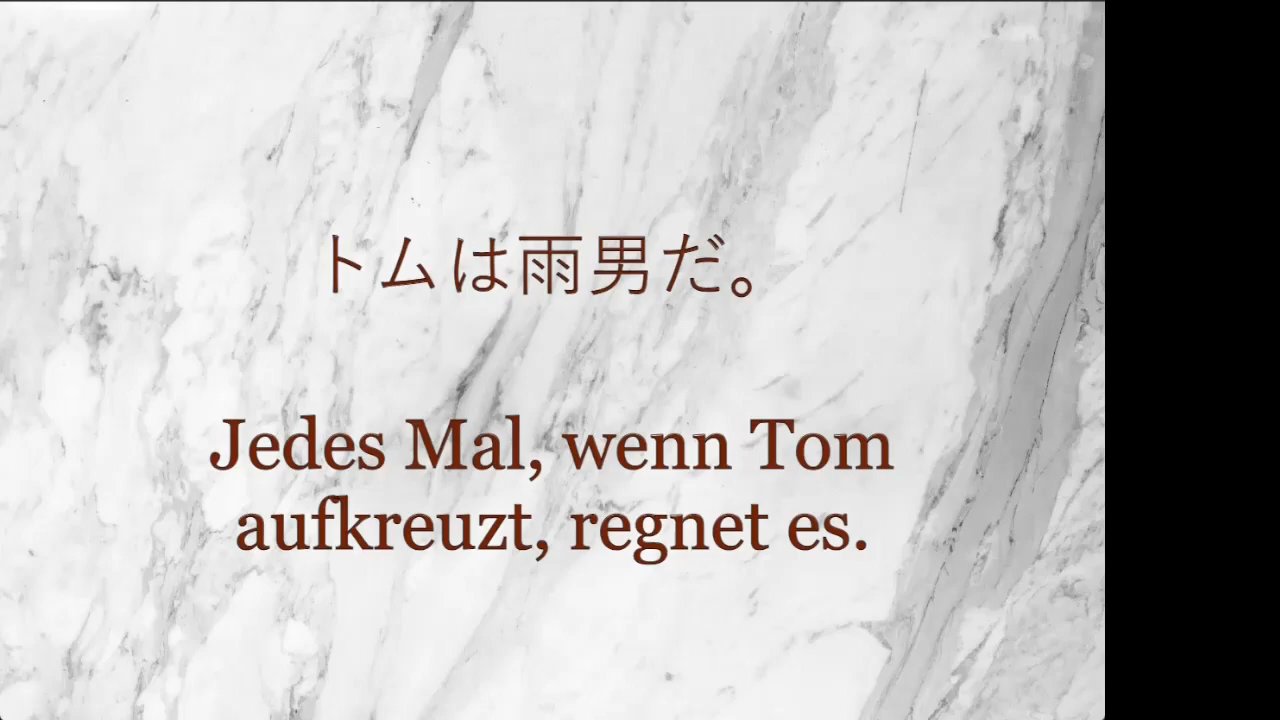 トムは雨男だ。
Jedes Mal, wenn Tom
aufkreuzt, regnet es.